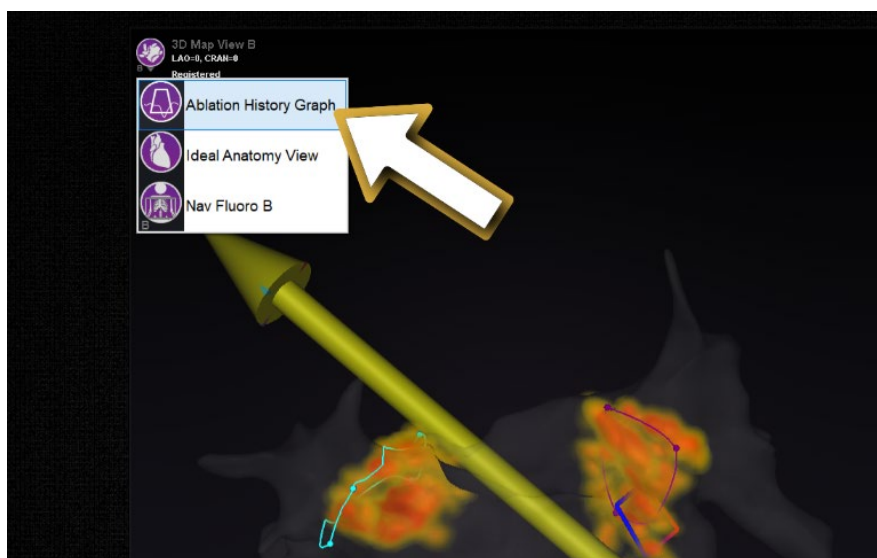 3D Map View B
LAO=0, CRAN=0
B
Registered
Ablation History Graph
Ideal Anatomy View
Nav Fluoro B
B